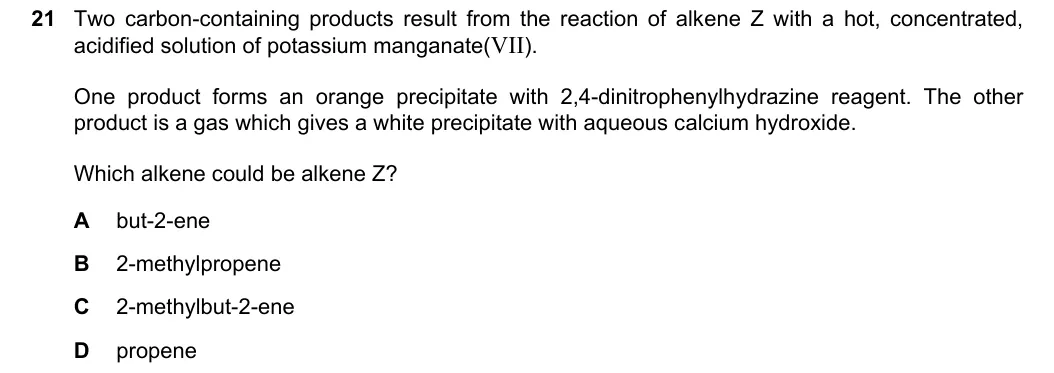 21 Two carbon-containing products result from the reaction of alkene Z with a hot, concentrated,
acidified solution of potassium manganate(VII).
One product forms an orange precipitate with 2,4-dinitrophenylhydrazine reagent. The other
product is a gas which gives a white precipitate with aqueous calcium hydroxide.
Which alkene could be alkene Z?
A but-2-ene
B 2-methylpropene
C 2-methylbut-2-ene
D propene